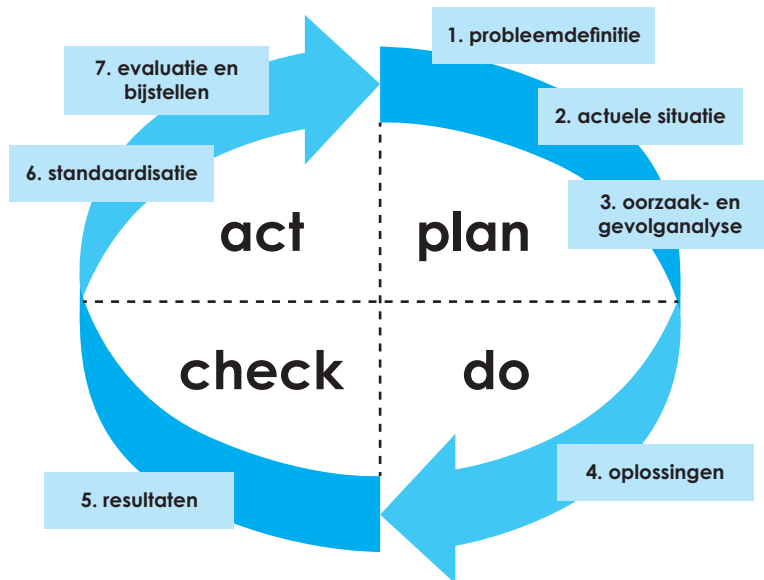 1. probleemdefinitie
2. actuele situatie
3. oorzaak- en
gevolganalyse
4. oplossingen
5. resultaten
6. standaardisatie
7. evaluatie en
bijstellen
act
plan
check
do